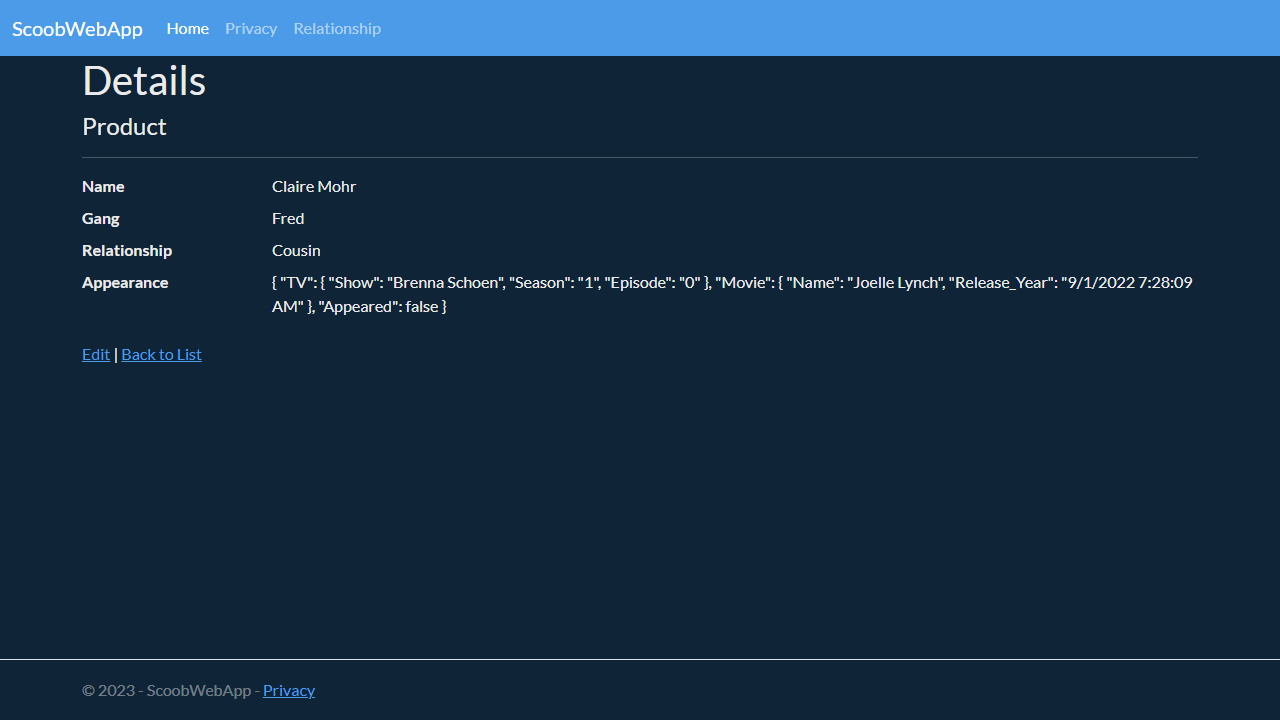 ScoobWebApp Home Privacy Relationship
Details
Product
Name Claire Mohr
Gang Fred
Relationship Cousin
Appearance { "TV": { "Show": "Brenna Schoen", "Season": "1", "Episode": "0" }, "Movie": { "Name": "Joelle Lynch", "Release_Year": "9/1/2022 7:28:09
AM" }, "Appeared": false }
Edit | Back to List
© 2023 - ScoobWebApp - Privacy